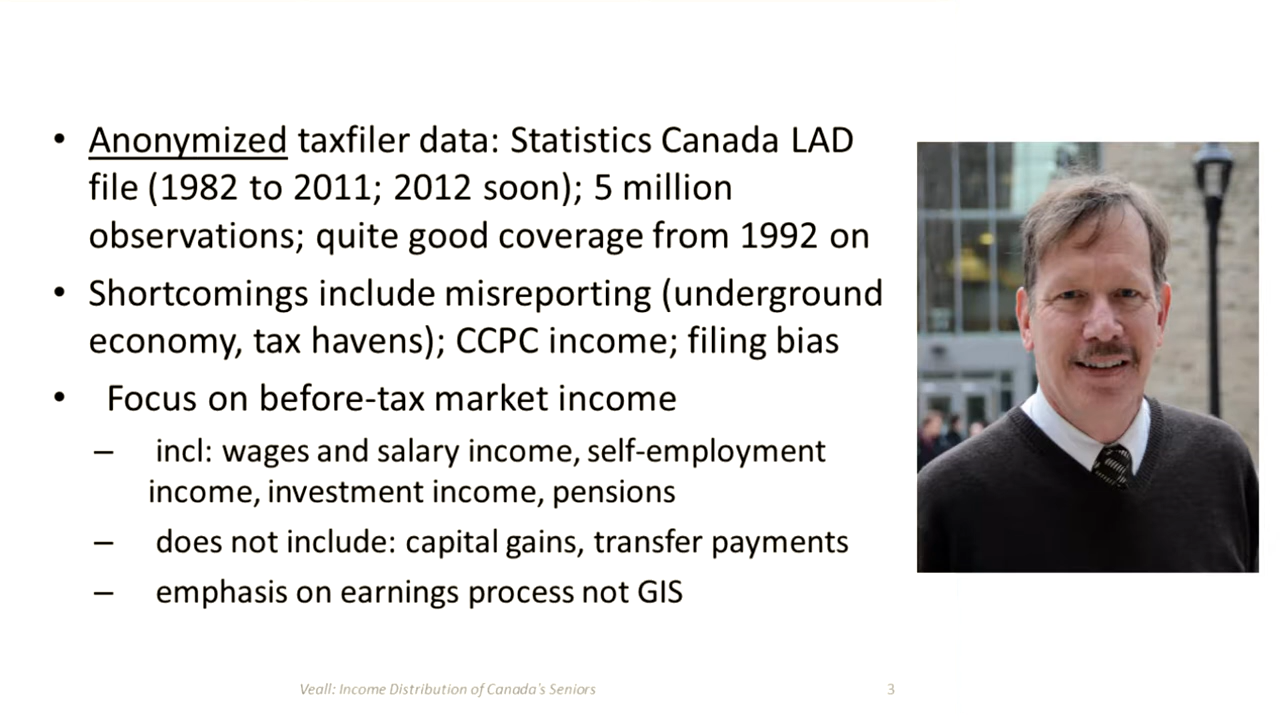 • Anonymized taxfiler data: Statistics Canada LAD
file (1982 to 2011; 2012 soon); 5 million
observations; quite good coverage from 1992 on
• Shortcomings include misreporting (underground
economy, tax havens); CCPC income; filing bias
• Focus on before-tax market income
– incl: wages and salary income, self-employment
income, investment income, pensions
– does not include: capital gains, transfer payments
– emphasis on earnings process not GIS
Veall: Income Distribution of Canada's Seniors
3